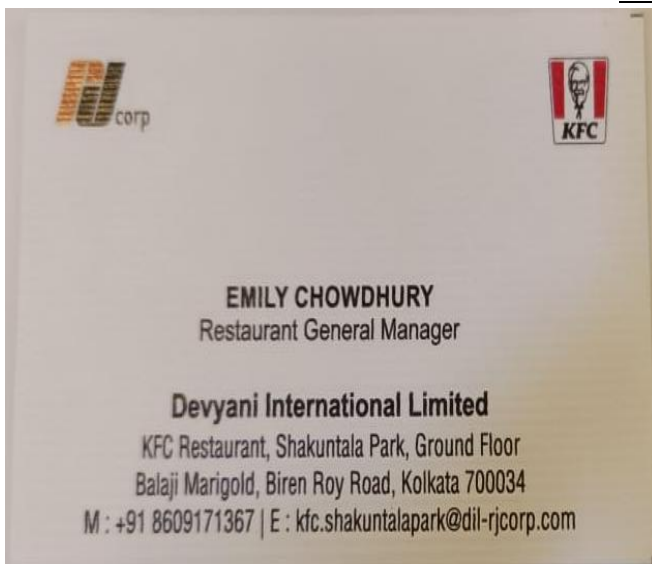 corp
KFC
EMILY CHOWDHURY
Restaurant General Manager
Devyani International Limited
KFC Restaurant, Shakuntala Park, Ground Floor
Balaji Marigold, Biren Roy Road, Kolkata 700034
M : +91 8609171367 | E : kfc.shakuntalapark@dil-rjcorp.com